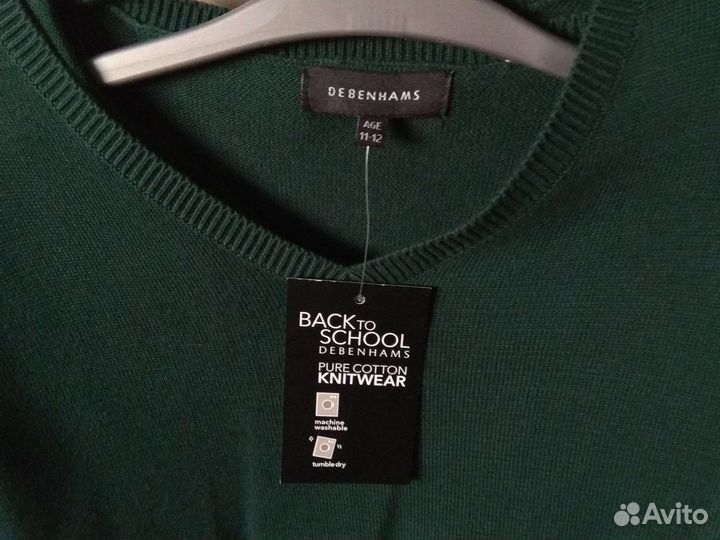 DEBENHAMS
AGE
11-12
BACK TO
SCHOOL
DEBENHAMS
PURE COTTON
KNITWEAR
machine
washable
tumble dry
Avito